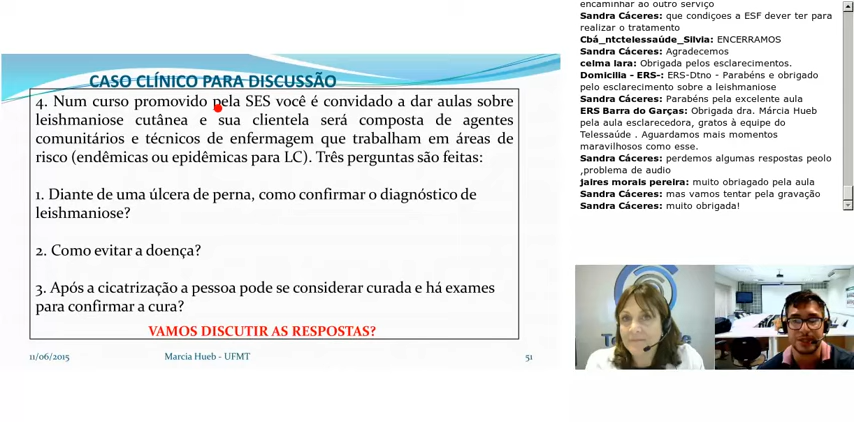 CASO CLÍNICO PARA DISCUSSÃO
4. Num curso promovido pela SES você é convidado a dar aulas sobre
leishmaniose cutânea e sua clientela será composta de agentes
comunitários e técnicos de enfermagem que trabalham em áreas de
risco (endêmicas ou epidêmicas para LC). Três perguntas são feitas:
1. Diante de uma úlcera de perna, como confirmar o diagnóstico de
leishmaniose?
2. Como evitar a doença?
3. Após a cicatrização a pessoa pode se considerar curada e há exames
para confirmar a cura?
VAMOS DISCUTIR AS RESPOSTAS?
11/06/2015
Marcia Hueb - UFMT
51
encaminhar ao outro serviço
Sandra Cáceres: que condiçoes a ESF dever ter para
realizar o tratamento
Cbá_ntctelessaúde_Silvia: ENCERRAMOS
Sandra Cáceres: Agradecemos
celma lara: Obrigada pelos esclarecimentos.
Domicilia - ERS-: ERS-Dtno - Parabéns e obrigado
pelo esclarecimento sobre a leishmaniose
Sandra Cáceres: Parabéns pela excelente aula
ERS Barra do Garças: Obrigada dra. Márcia Hueb
pela aula esclarecedora, gratos à equipe do
Telessaúde . Aguardamos mais momentos
maravilhosos como esse.
Sandra Cáceres: perdemos algumas respostas peolo
,problema de audio
jaires morais pereira: muito obriagado pela aula
Sandra Cáceres: mas vamos tentar pela gravação
Sandra Cáceres: muito obrigada!